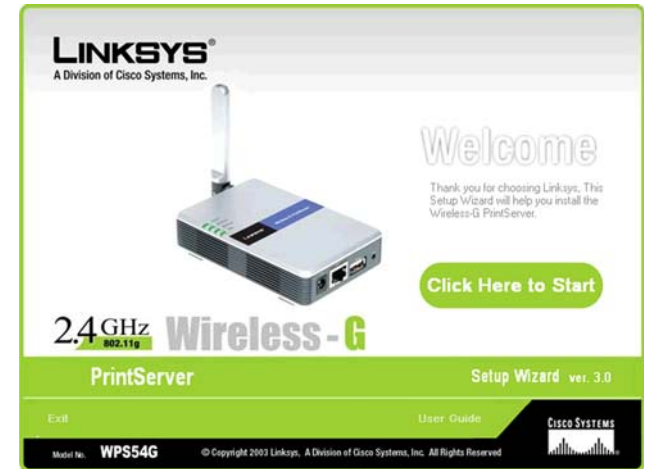 LINKSYS®
A Division of Cisco Systems, Inc.
Welcome
Thank you for choosing Linksys. This
Setup Wizard will help you install the
Wireless-G PrintServer.
Click Here to Start
2.4 GHz
802.11g
Wireless-G
PrintServer
Setup Wizard ver. 3.0
Exit
User Guide
CISCO SYSTEMS
Model No. WPS54G
© Copyright 2003 Linksys, A Division of Cisco Systems, Inc. All Rights Reserved